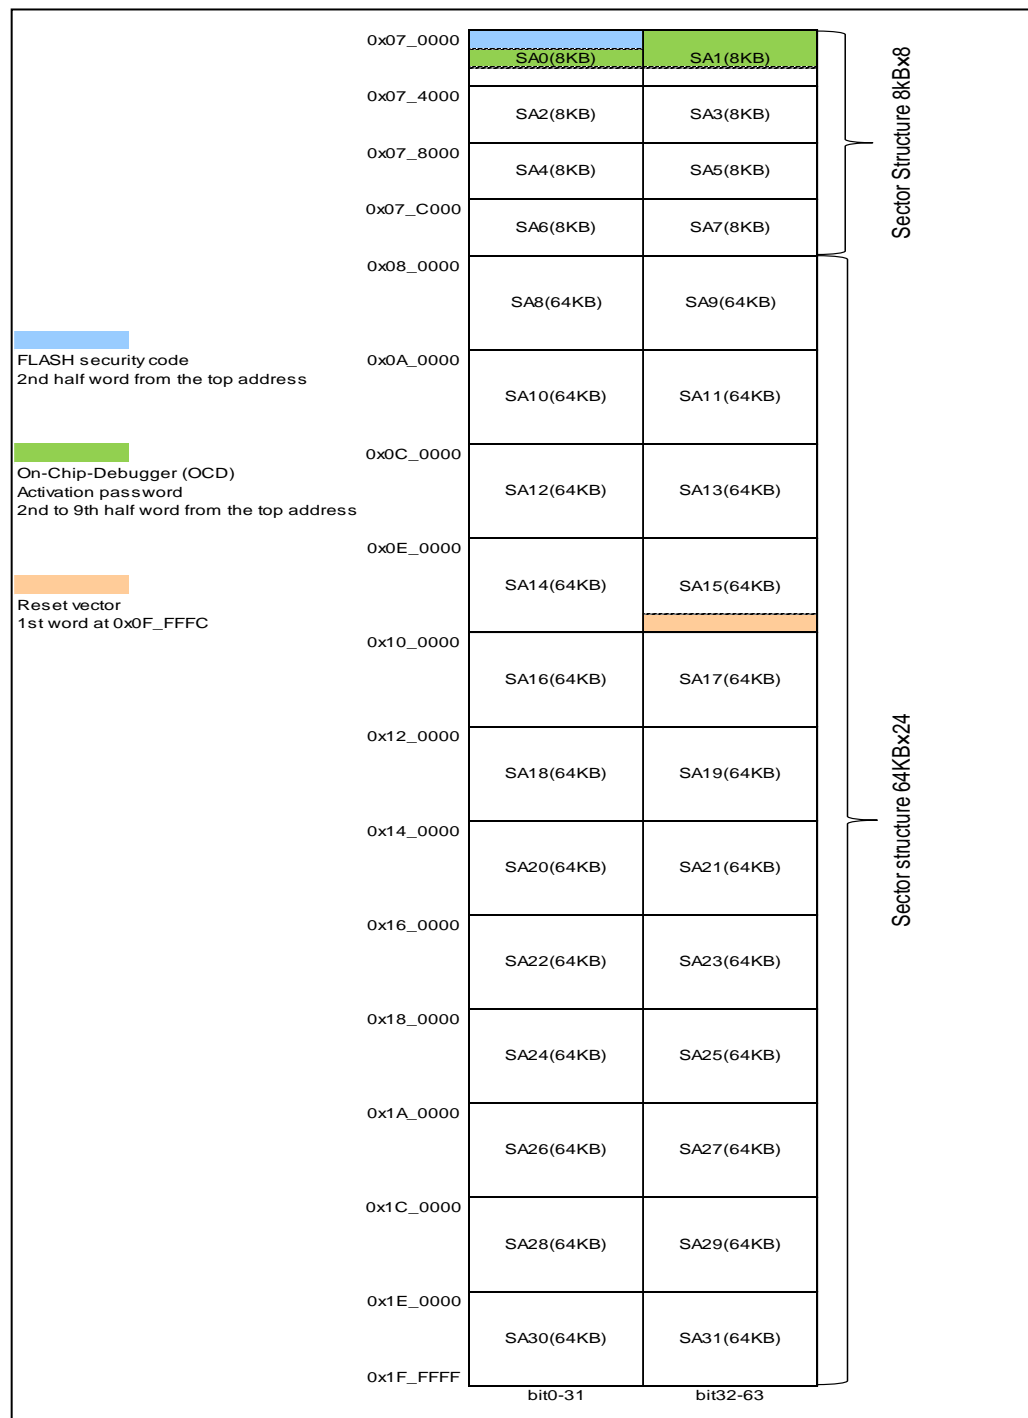 0x07_0000
SA0(8KB) SA1(8KB)
0x07_4000
SA2(8KB) SA3(8KB)
0x07_8000
SA4(8KB) SA5(8KB)
0x07_C000
SA6(8KB) SA7(8KB)
Sector Structure 8kBx8
0x08_0000
SA8(64KB) SA9(64KB)
FLASH security code
2nd half word from the top address
0x0A_0000
SA10(64KB) SA11(64KB)
0x0C_0000
On-Chip-Debugger (OCD)
Activation password
2nd to 9th half word from the top address
SA12(64KB) SA13(64KB)
0x0E_0000
SA14(64KB) SA15(64KB)
Reset vector
1st word at 0x0F_FFFC
0x10_0000
SA16(64KB) SA17(64KB)
0x12_0000
SA18(64KB) SA19(64KB)
0x14_0000
Sector structure 64KBx24
SA20(64KB) SA21(64KB)
0x16_0000
SA22(64KB) SA23(64KB)
0x18_0000
SA24(64KB) SA25(64KB)
0x1A_0000
SA26(64KB) SA27(64KB)
0x1C_0000
SA28(64KB) SA29(64KB)
0x1E_0000
SA30(64KB) SA31(64KB)
0x1F_FFFF
bit0-31 bit32-63